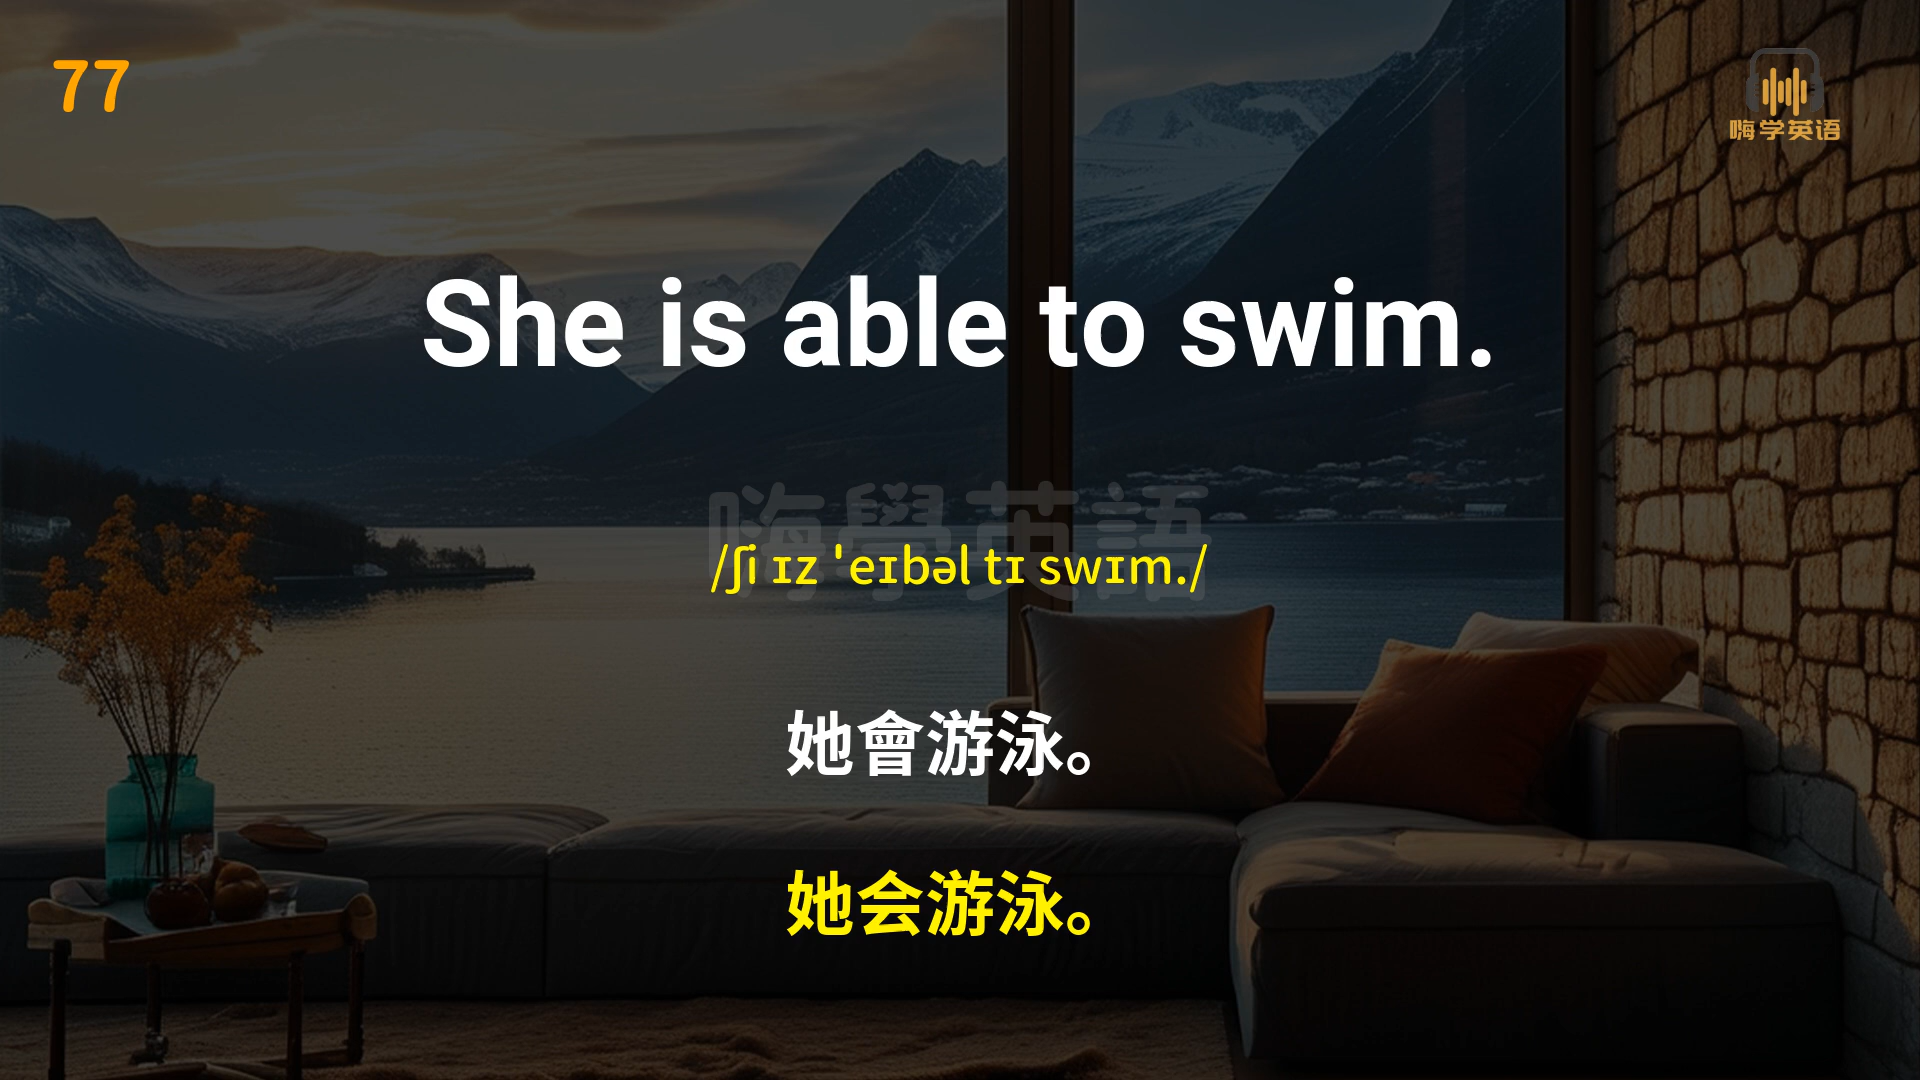 77
嗨学英语
She is able to swim.
嗨學英語
/ʃi ɪz ˈeɪbəl tɪ swɪm./
她會游泳。
她会游泳。